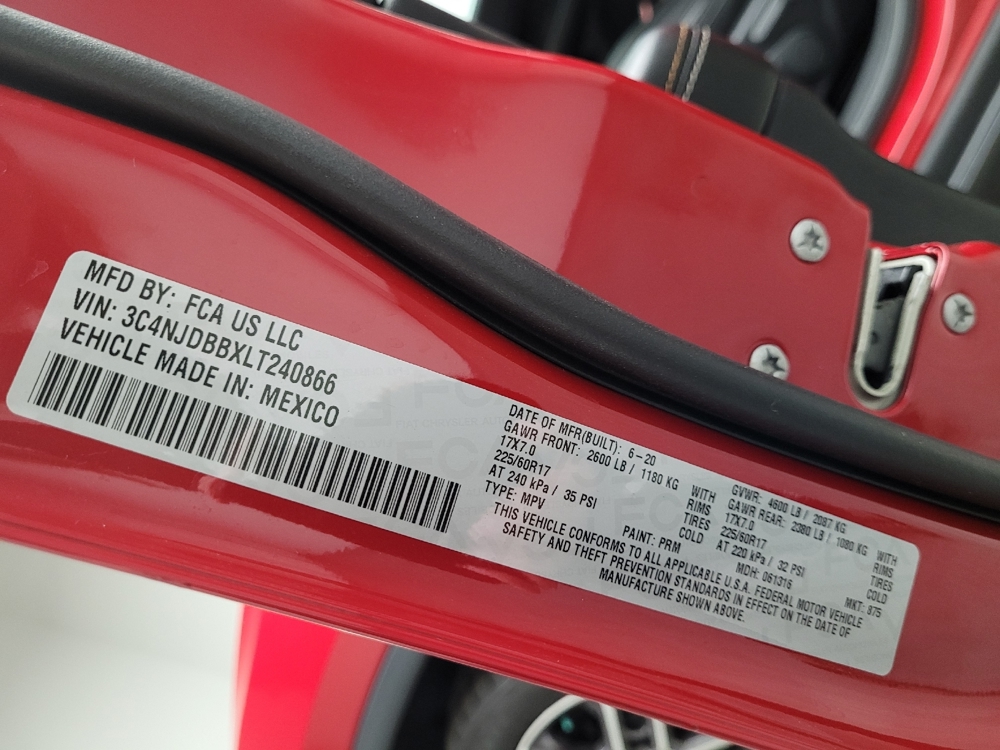 MFD BY: FCA US LLC
VIN: 3C4NJDBBXLT240866
VEHICLE MADE IN: MEXICO
DATE OF MFR(BUILT): 6-20
GVWR: 4600 LB / 2087 KG
GAWR FRONT: 2600 LB / 1180 KG WITH
GAWR REAR: 2380 LB / 1080 KG WITH
17X7.0 RIMS
17X7.0 RIMS
225/60R17 TIRES
225/60R17 TIRES
AT 240 kPa / 35 PSI COLD
AT 220 kPa / 32 PSI COLD
TYPE: MPV
PAINT: PRM
MDH: 061316
MKT: 875
THIS VEHICLE CONFORMS TO ALL APPLICABLE U.S.A. FEDERAL MOTOR VEHICLE
SAFETY AND THEFT PREVENTION STANDARDS IN EFFECT ON THE DATE OF
MANUFACTURE SHOWN ABOVE.